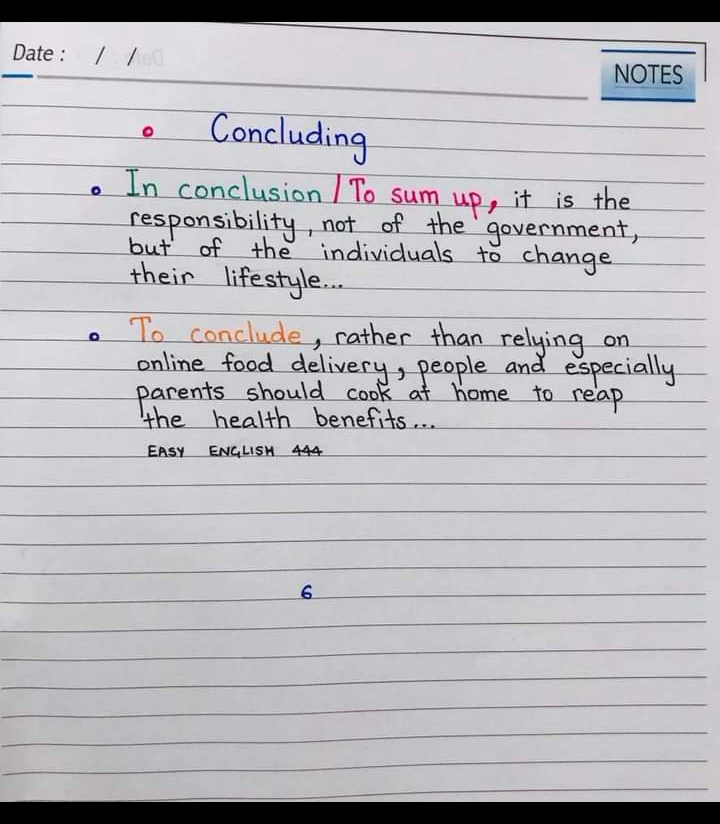 Date : / /
NOTES
Concluding
In conclusion / To sum up, it is the
responsibility, not of the government,
but of the individuals to change
their lifestyle...
To conclude, rather than relying on
online food delivery, people and especially
parents should cook at home to reap
the health benefits...
EASY ENGLISH 444
6